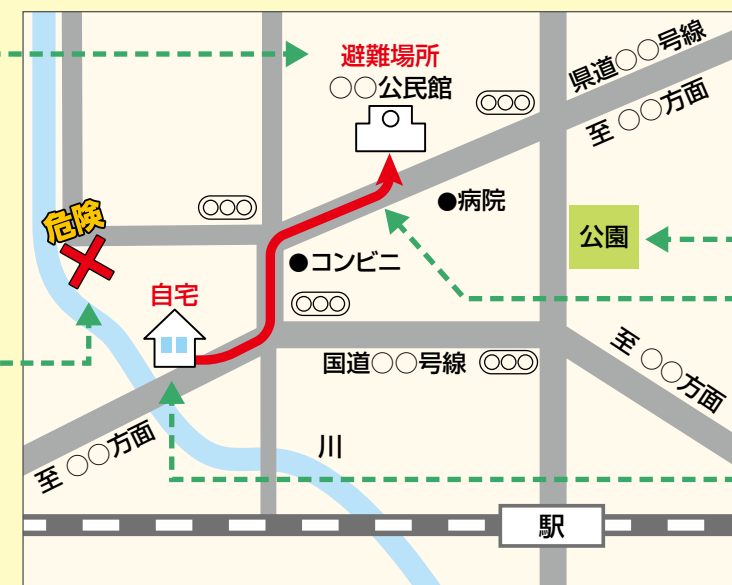 避難場所
○○公民館
県道○○号線
至 ○○方面
●病院
危険
公園
●コンビニ
自宅
国道○○号線
至 ○○方面
至 ○○方面
川
駅